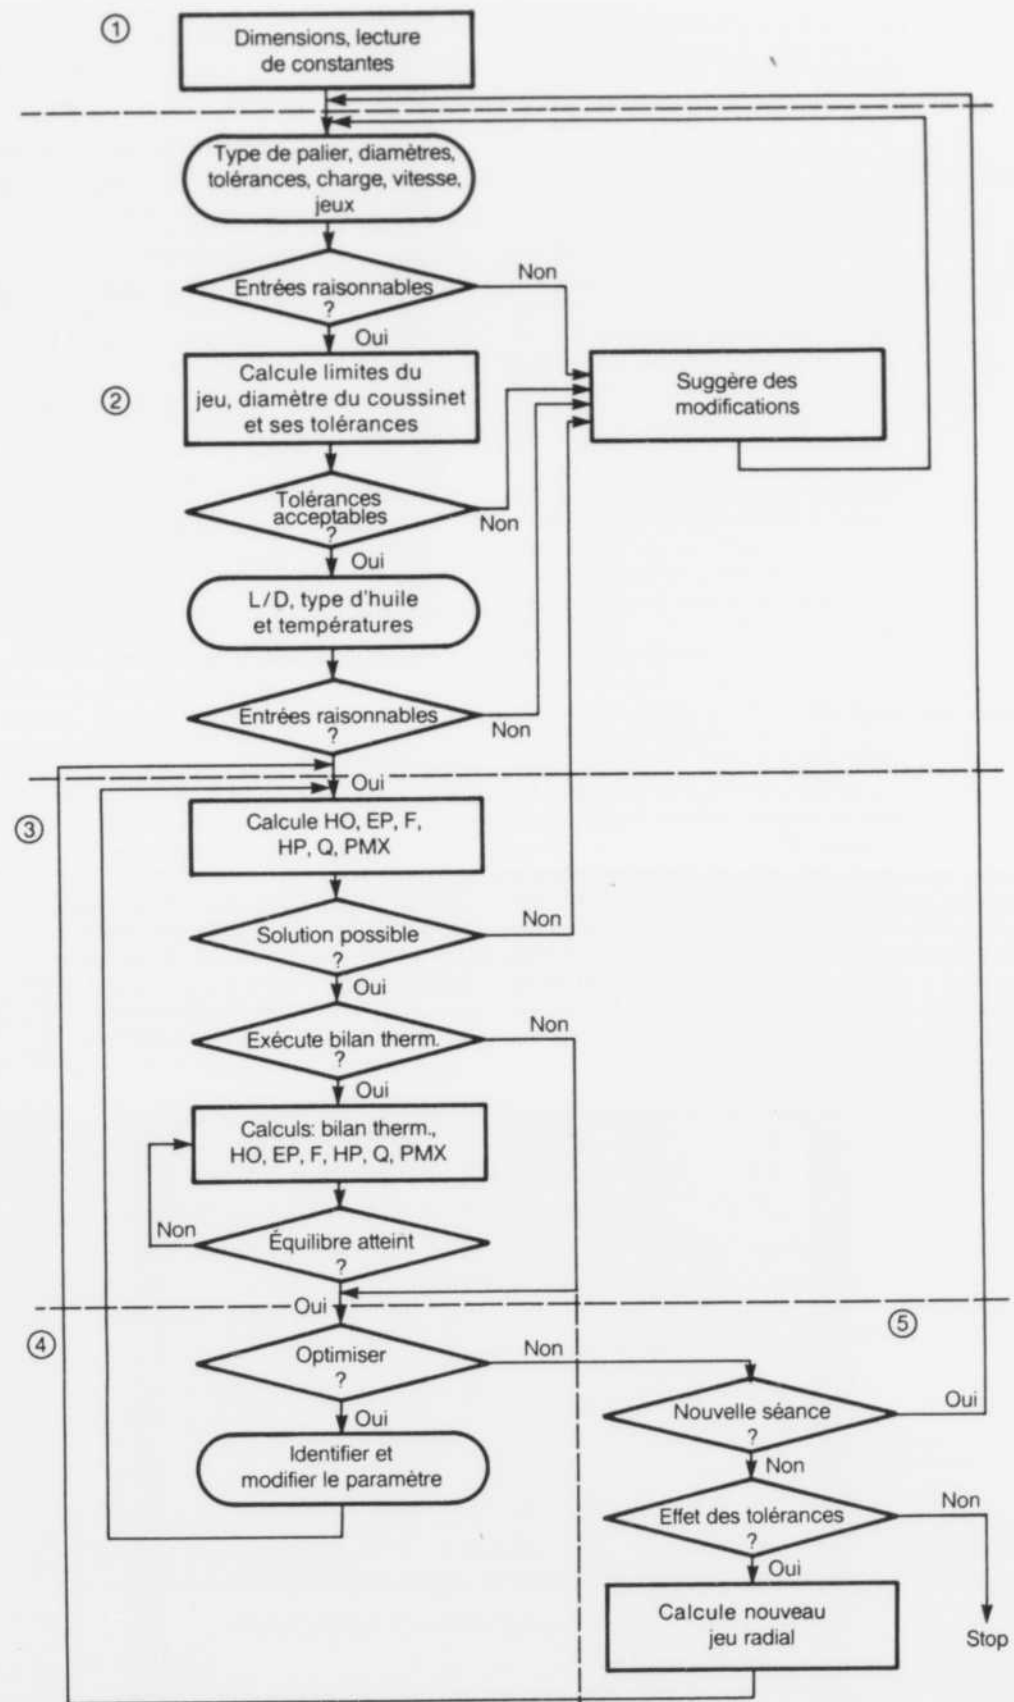 ①
Dimensions, lecture
de constantes
Type de palier, diamètres,
tolérances, charge, vitesse,
jeux
Entrées raisonnables
?
Non
Oui
②
Calcule limites du
jeu, diamètre du coussinet
et ses tolérances
Suggère des
modifications
Tolérances
acceptables
?
Non
Oui
L/D, type d'huile
et températures
Entrées raisonnables
?
Non
Oui
③
Calcule HO, EP, F,
HP, Q, PMX
Solution possible
?
Non
Oui
Exécute bilan therm.
?
Non
Oui
Calculs: bilan therm.,
HO, EP, F, HP, Q, PMX
Équilibre atteint
?
Non
Oui
④
Optimiser
?
Non
Oui
Identifier et
modifier le paramètre
⑤
Nouvelle séance
?
Oui
Non
Effet des tolérances
?
Non
Oui
Calcule nouveau
jeu radial
Stop